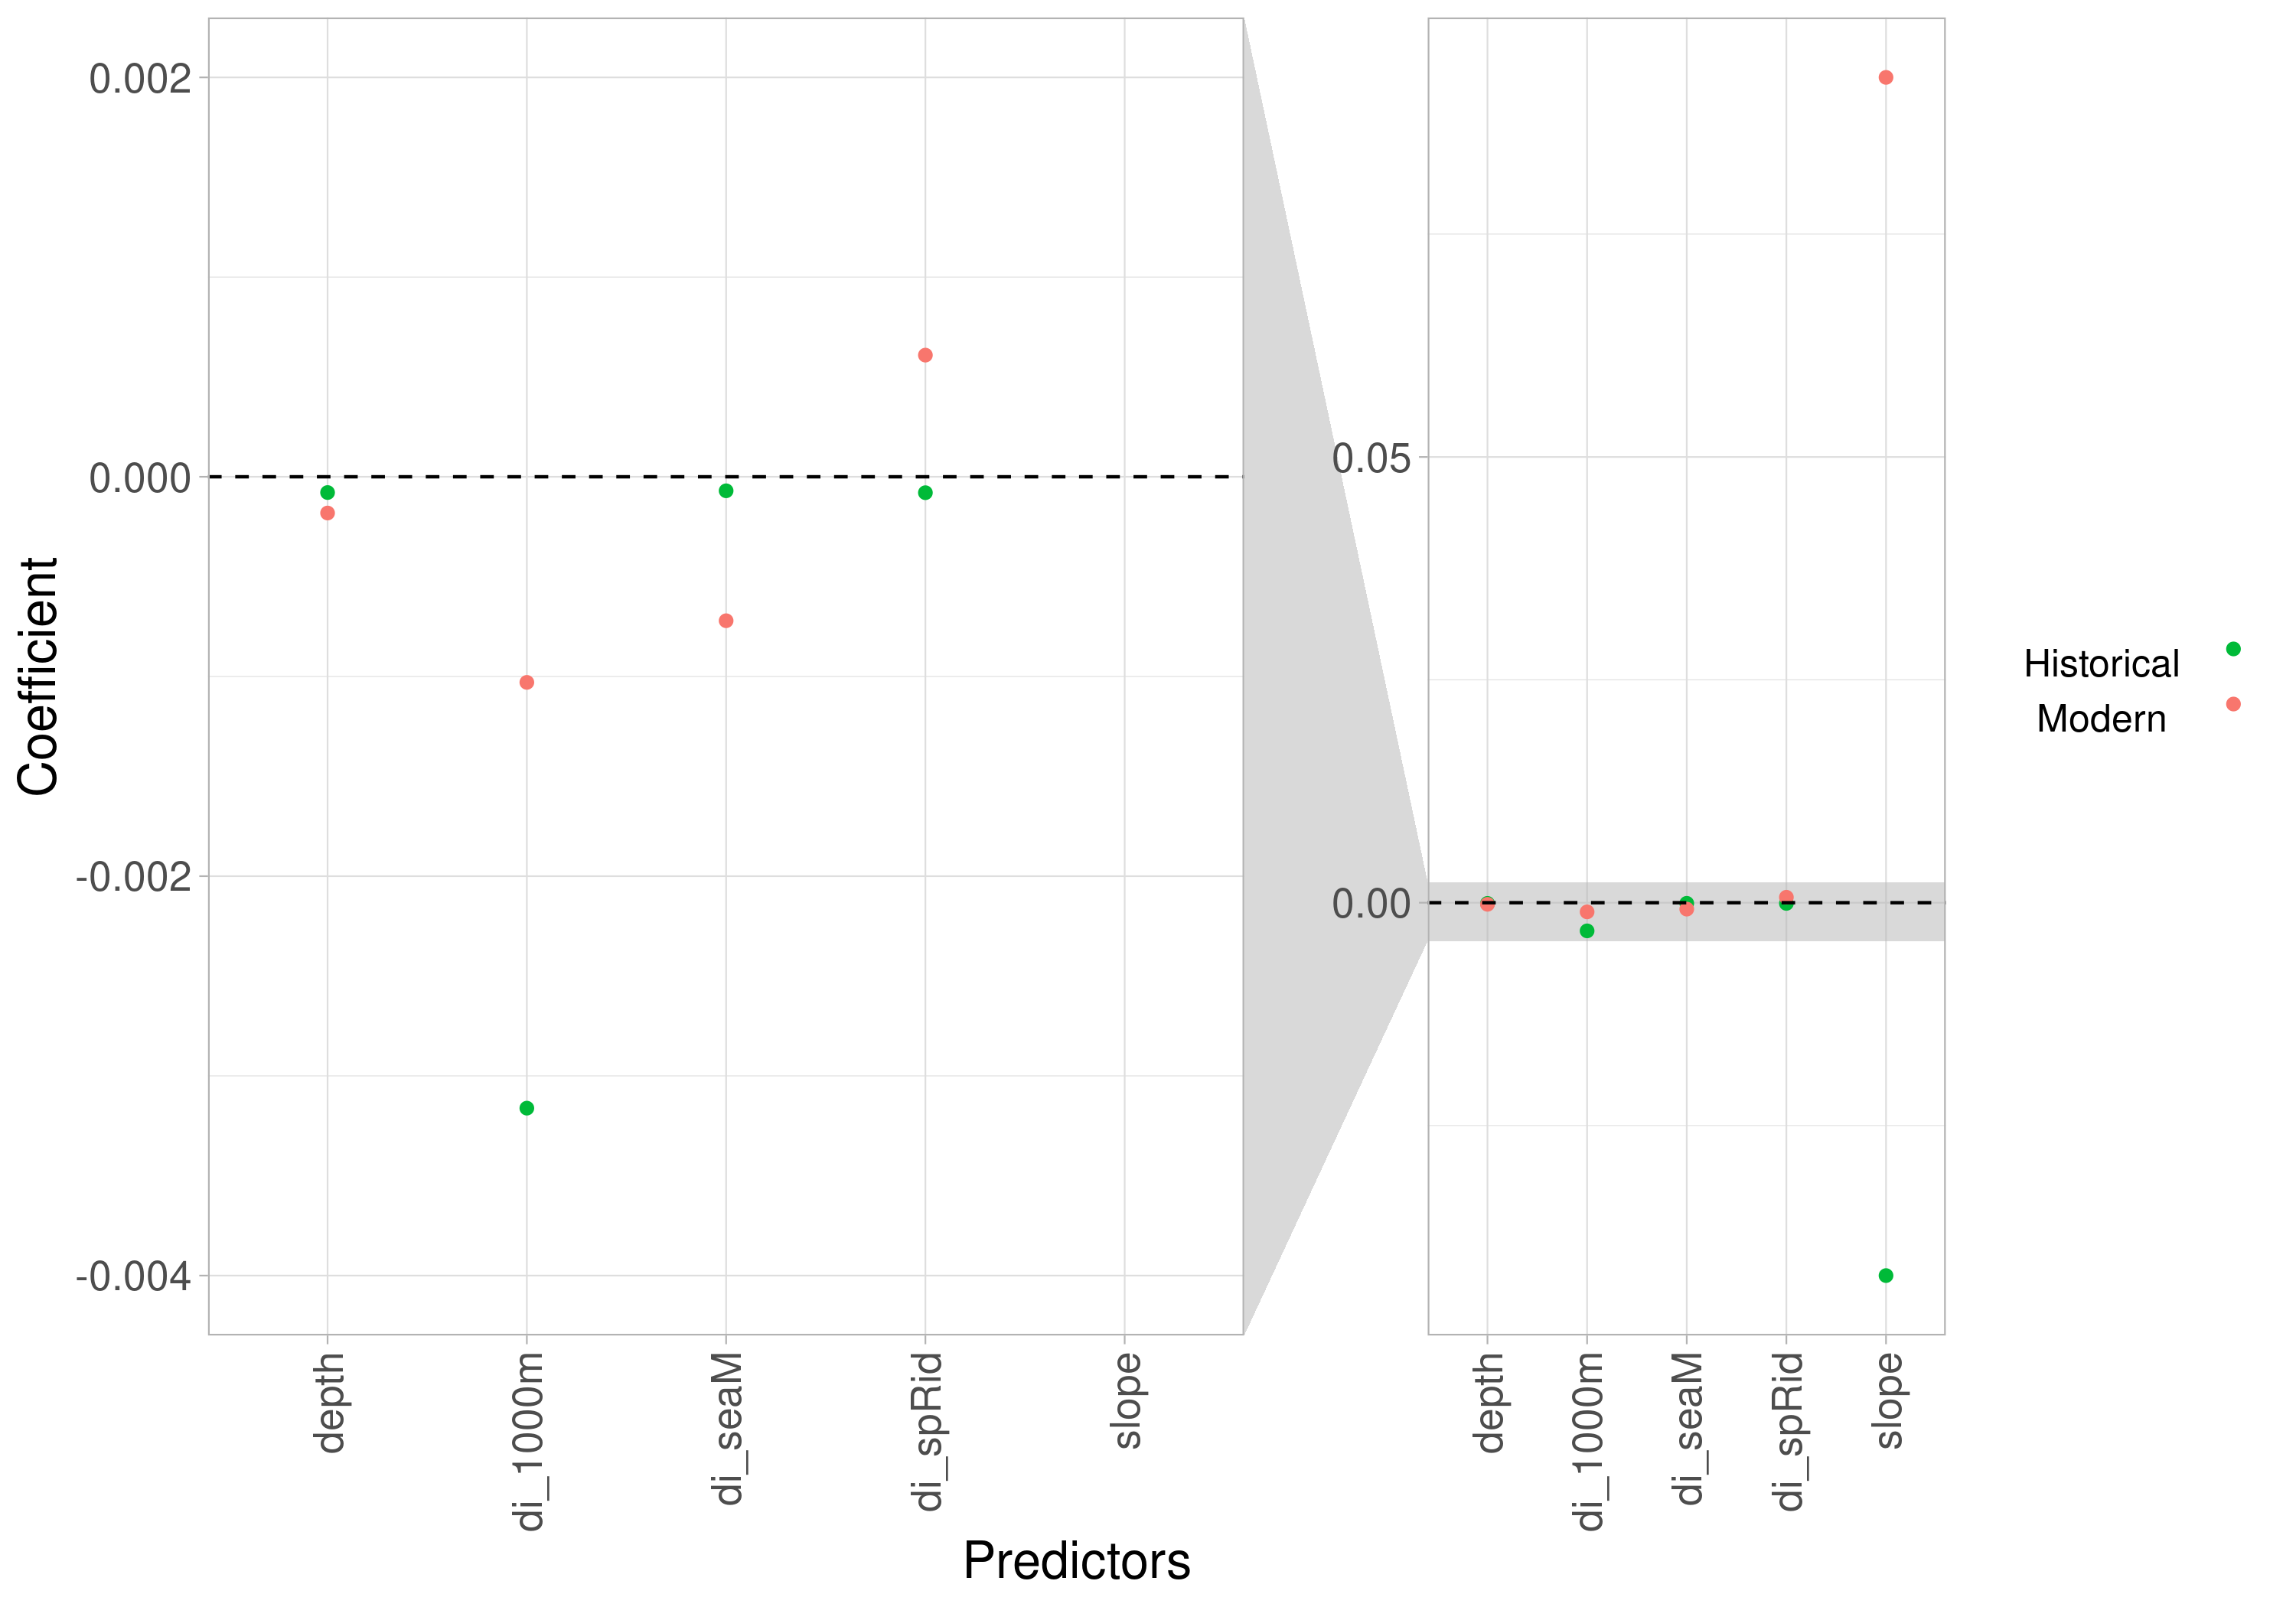 0.002
0.000
-0.002
-0.004
Coefficient
depth
di_1000m
di_seaM
di_spRid
slope
0.05
0.00
depth
di_1000m
di_seaM
di_spRid
slope
Predictors
Historical
Modern